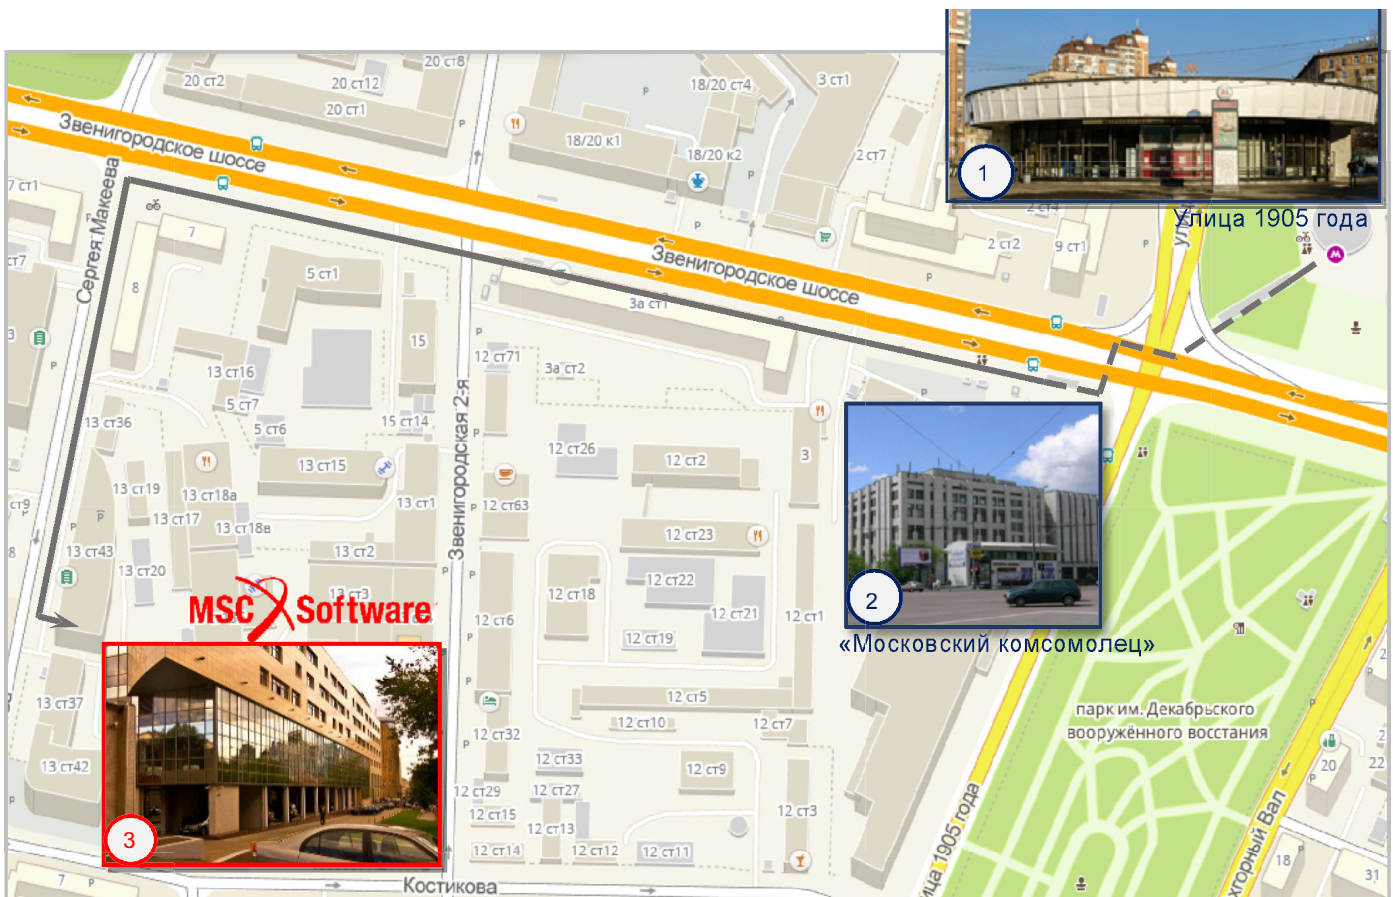 20 ст8
20 ст2
20 ст12
20 ст1
18/20 ст4
3 ст1
18/20 к1
18/20 к2
2 ст7
Звенигородское шоссе
1
Улица 1905 года
2 ст4
2 ст2
9 ст1
7 ст1
Сергея Макеева
7
8
5 ст1
Звенигородское шоссе
3а ст1
15
12 ст71
3а ст2
13 ст16
5 ст7
5 ст6
15 ст14
13 ст36
13 ст15
12 ст26
12 ст2
3
13 ст19
13 ст18а
13 ст1
12 ст63
13 ст17
13 ст18в
12 ст23
13 ст43
13 ст2
13 ст20
Звенигородская 2-я
12 ст22
12 ст18
12 ст21
12 ст1
12 ст6
12 ст19
2
«Московский комсомолец»
MSC Software
13 ст37
13 ст42
12 ст5
12 ст10
12 ст7
12 ст32
12 ст33
12 ст9
12 ст29
12 ст27
12 ст15
12 ст13
12 ст3
12 ст14
12 ст12
12 ст11
3
парк им. Декабрьского
вооружённого восстания
20
22
18
31
7
Костикова